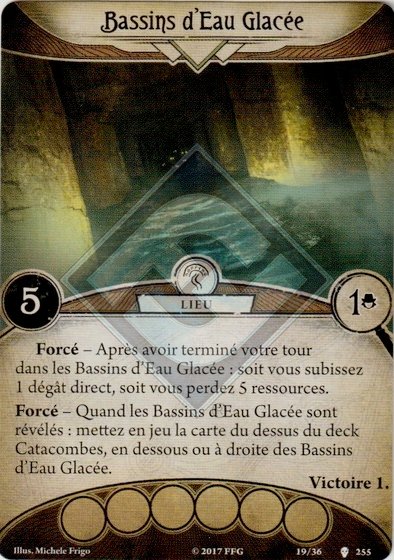 Bassins d'Eau Glacée
5
LIEU
1
Forcé – Après avoir terminé votre tour
dans les Bassins d'Eau Glacée : soit vous subissez
1 dégât direct, soit vous perdez 5 ressources.
Forcé – Quand les Bassins d'Eau Glacée sont
révélés : mettez en jeu la carte du dessus du deck
Catacombes, en dessous ou à droite des Bassins
d'Eau Glacée.
Victoire 1.
Illus. Michele Frigo
© 2017 FFG
19/36
255